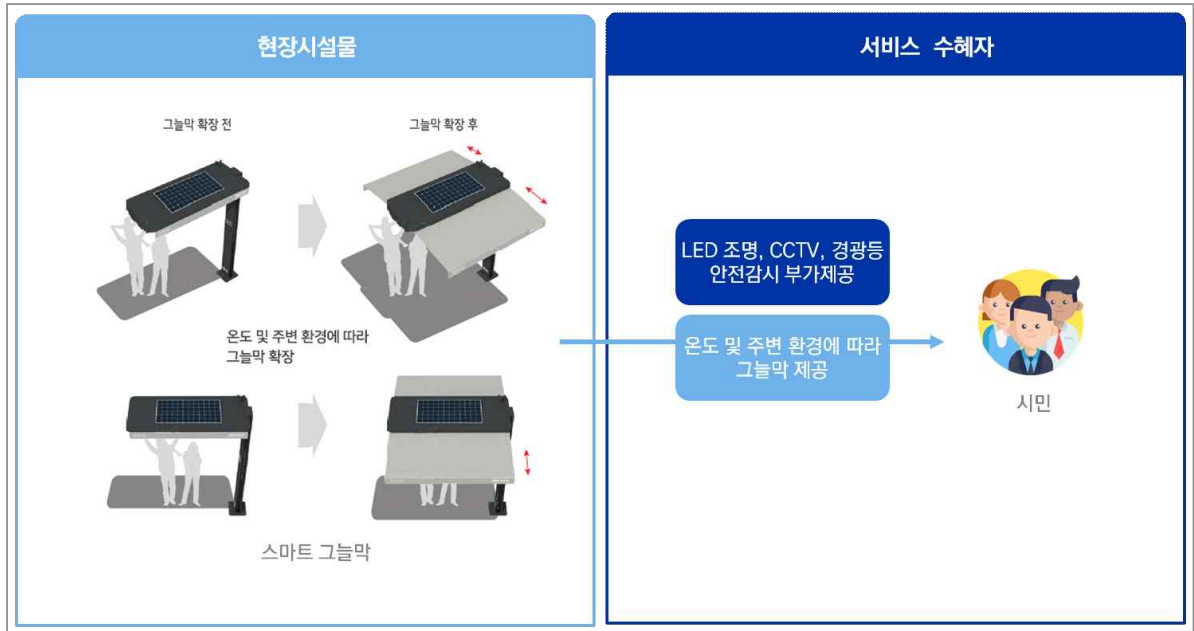 현장시설물
그늘막 확장 전
그늘막 확장 후
온도 및 주변 환경에 따라
그늘막 확장
스마트 그늘막
서비스 수혜자
LED 조명, CCTV, 경광등
안전감시 부가제공
온도 및 주변 환경에 따라
그늘막 제공
시민